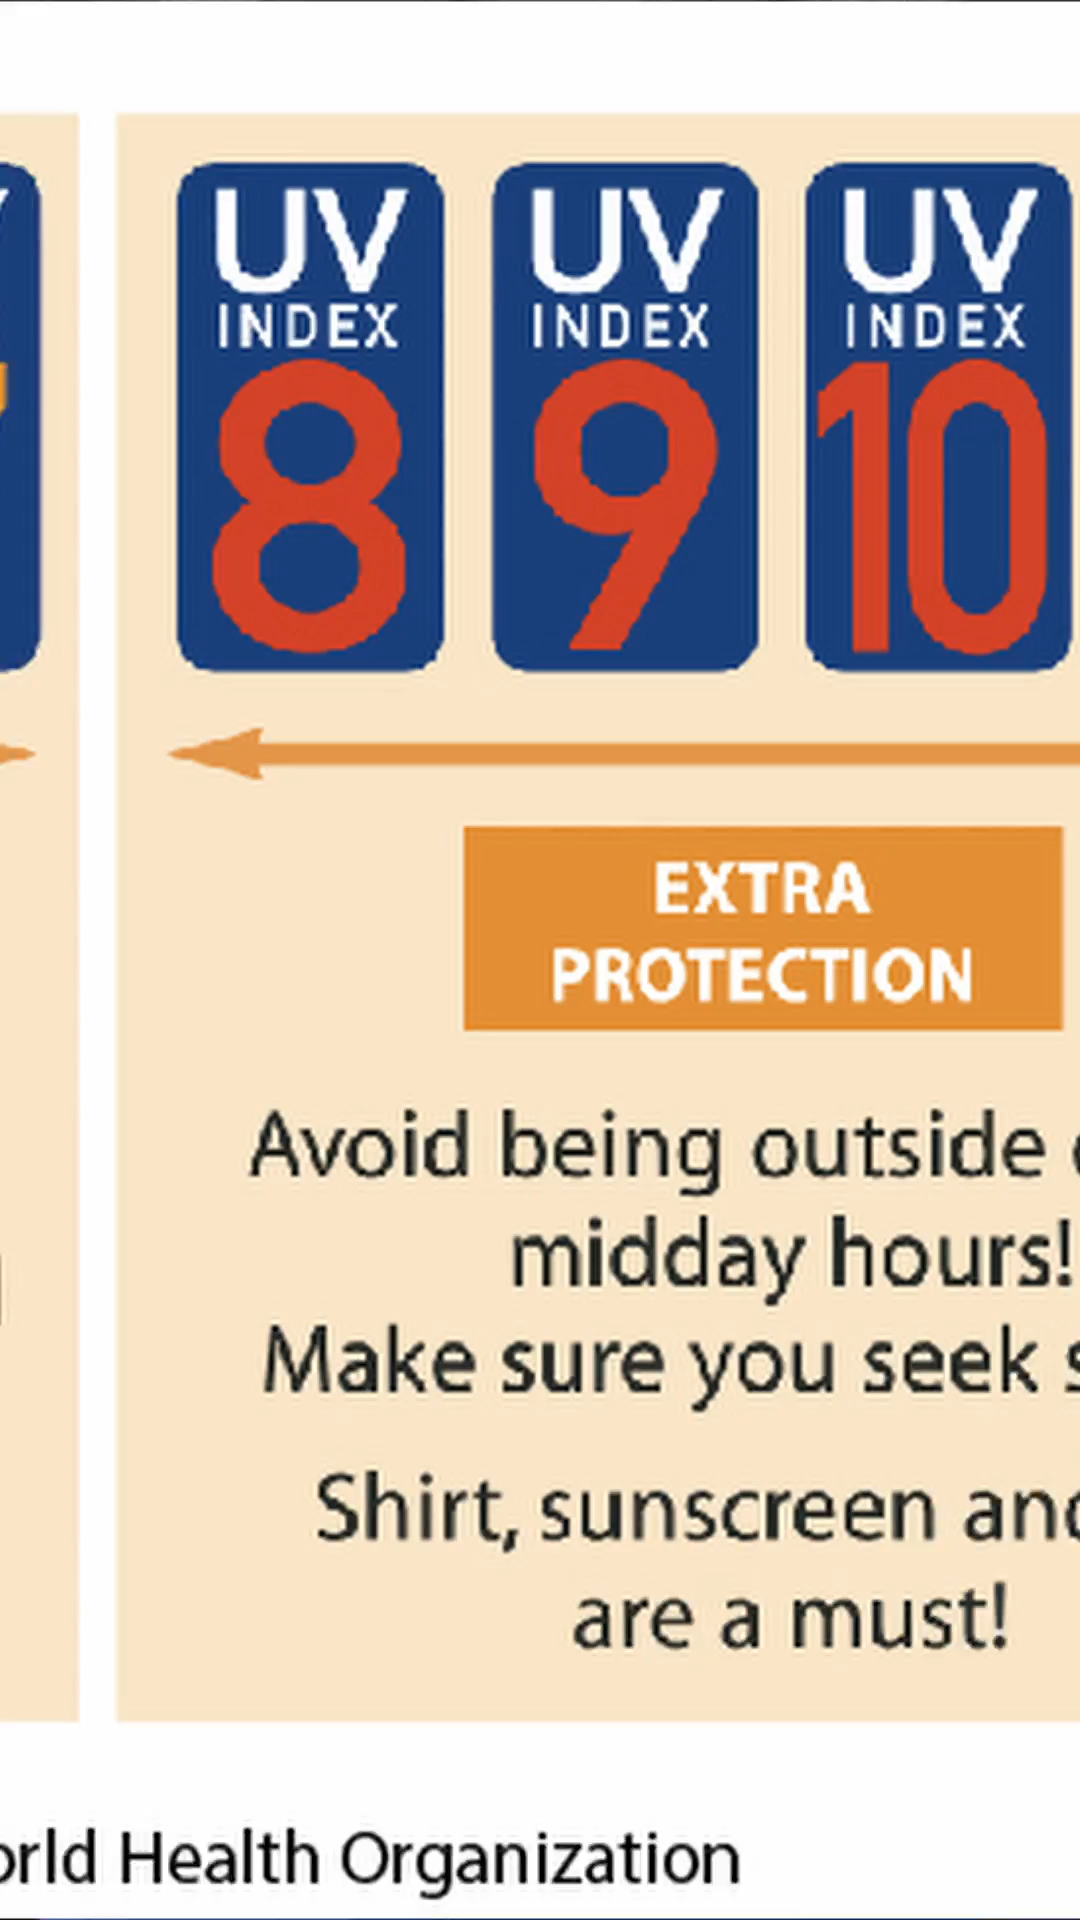 UV
INDEX
8
UV
INDEX
9
UV
INDEX
10
EXTRA
PROTECTION
Avoid being outside
midday hours!
Make sure you seek
Shirt, sunscreen
are a must!
Health Organization